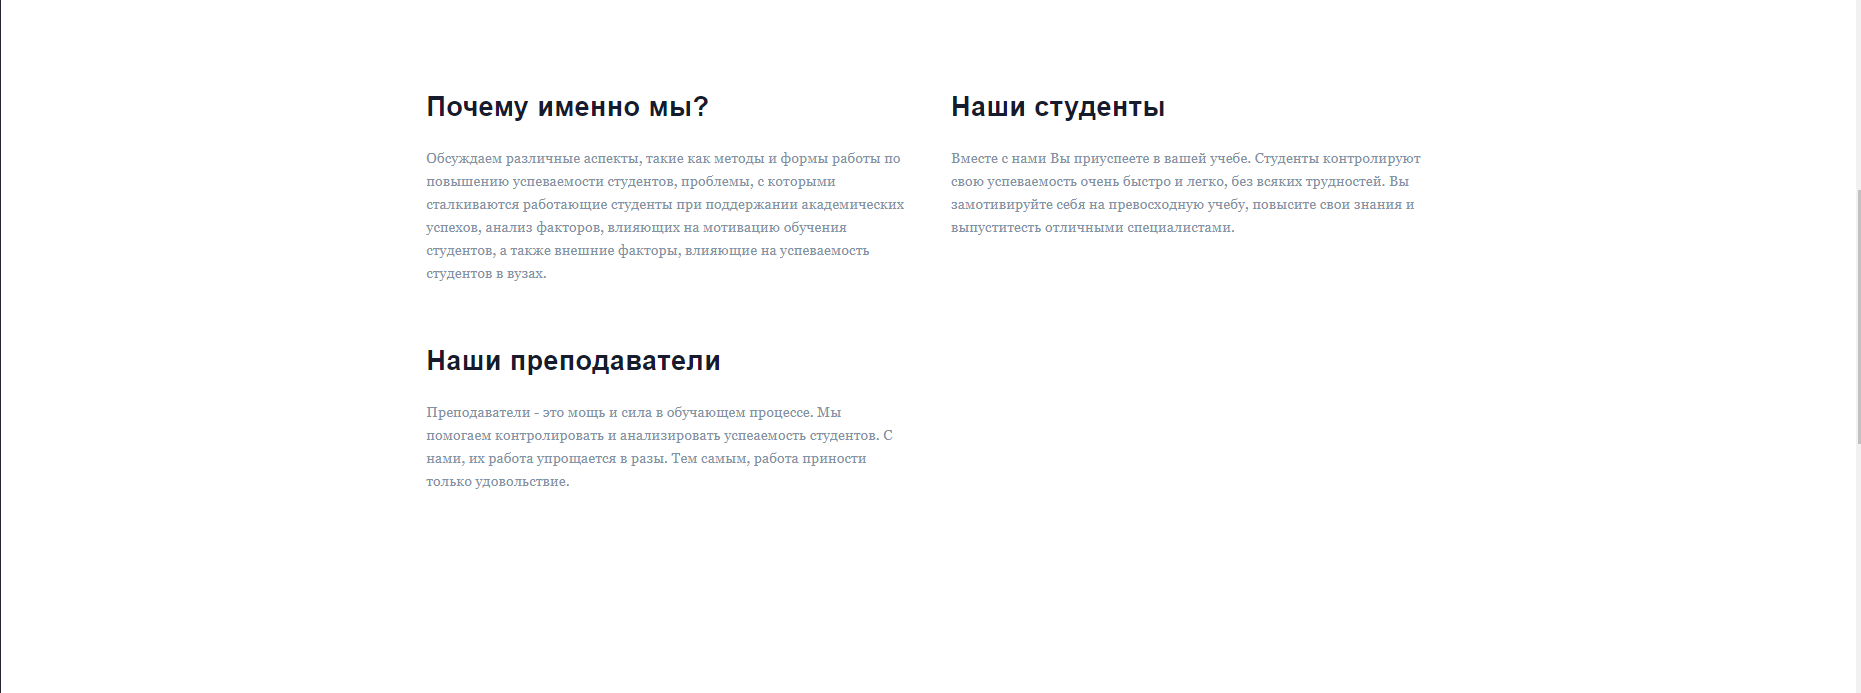 Почему именно мы?
Обсуждаем различные аспекты, такие как методы и формы работы по
повышению успеваемости студентов, проблемы, с которыми
сталкиваются работающие студенты при поддержании академических
успехов, анализ факторов, влияющих на мотивацию обучения
студентов, а также внешние факторы, влияющие на успеваемость
студентов в вузах.
Наши студенты
Вместе с нами Вы приуспеете в вашей учебе. Студенты контролируют
свою успеваемость очень быстро и легко, без всяких трудностей. Вы
замотивируйте себя на превосходную учебу, повысите свои знания и
выпуститесть отличными специалистами.
Наши преподаватели
Преподаватели - это мощь и сила в обучающем процессе. Мы
помогаем контролировать и анализировать успеаемость студентов. С
нами, их работа упрощается в разы. Тем самым, работа приности
только удовольствие.